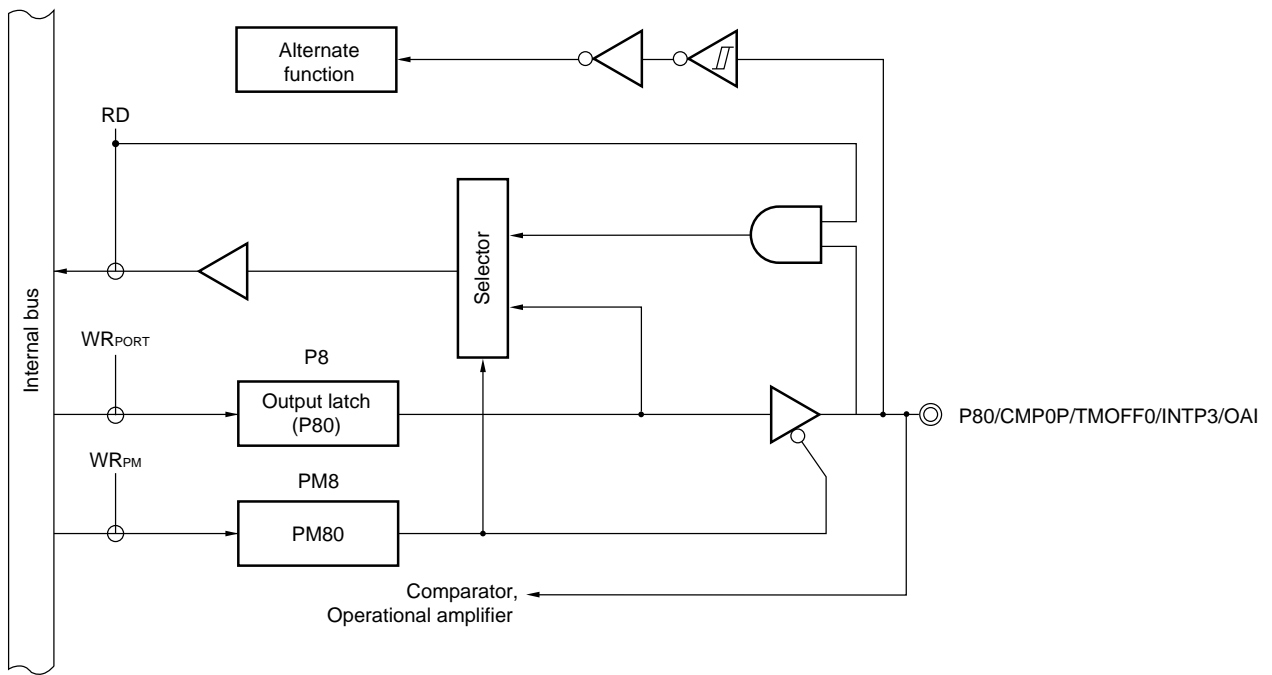 Alternate
function
RD
Selector
Internal bus
WRPORT
P8
Output latch
(P80)
P80/CMP0P/TMOFF0/INTP3/OAI
WRPM
PM8
PM80
Comparator,
Operational amplifier